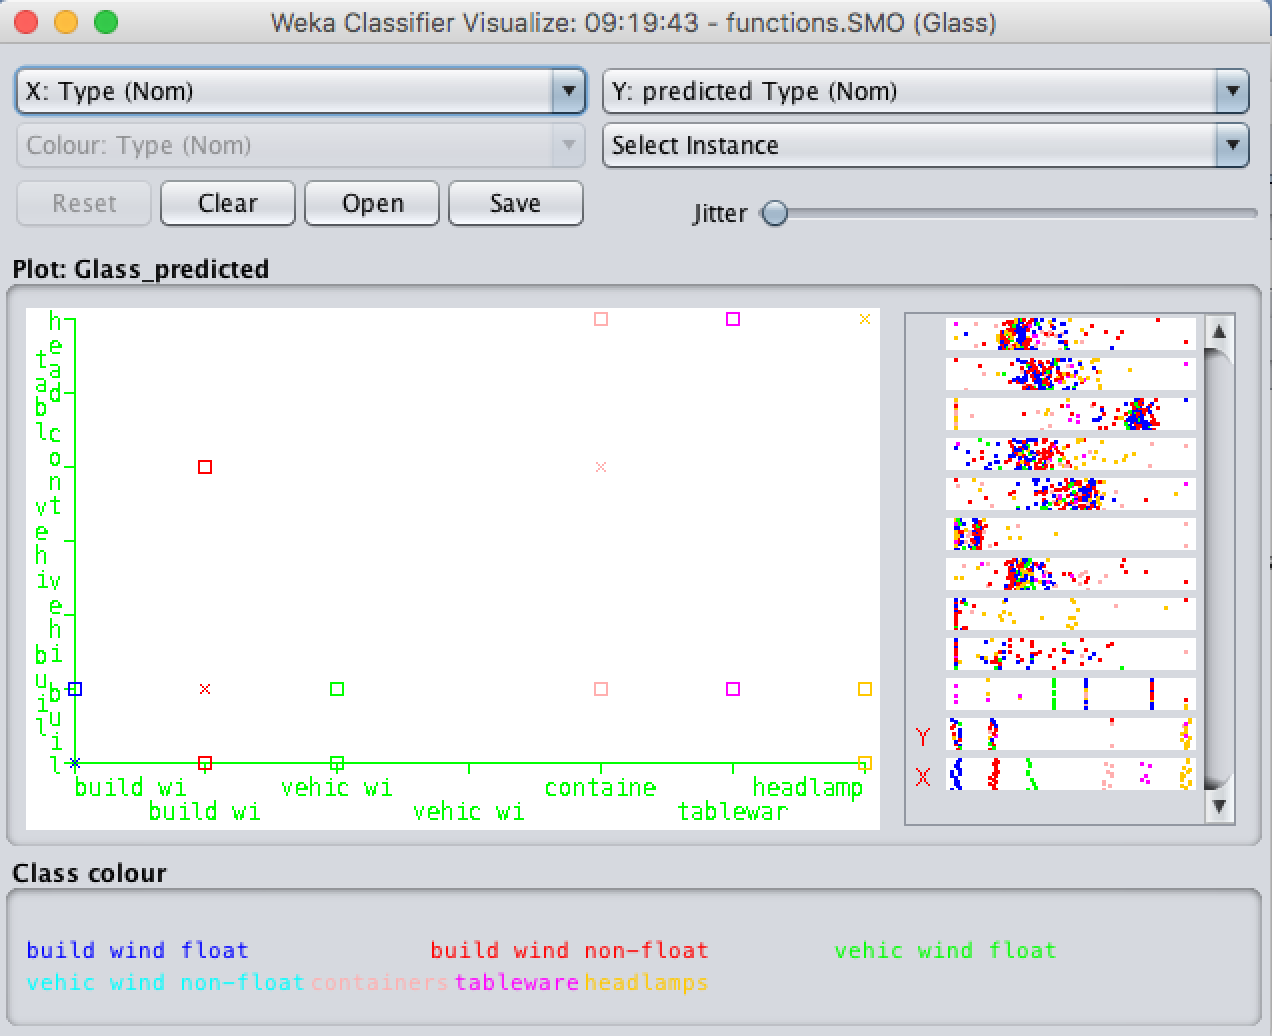 Weka Classifier Visualize: 09:19:43 - functions.SMO (Glass)
X: Type (Nom)
Y: predicted Type (Nom)
Colour: Type (Nom)
Select Instance
Reset
Clear
Open
Save
Jitter
Plot: Glass_predicted
build wi
vehic wi
containe
headlamp
build wi
vehic wi
tablewar
Y
X
Class colour
build wind float
build wind non-float
vehic wind float
vehic wind non-float
containers
tableware
headlamps